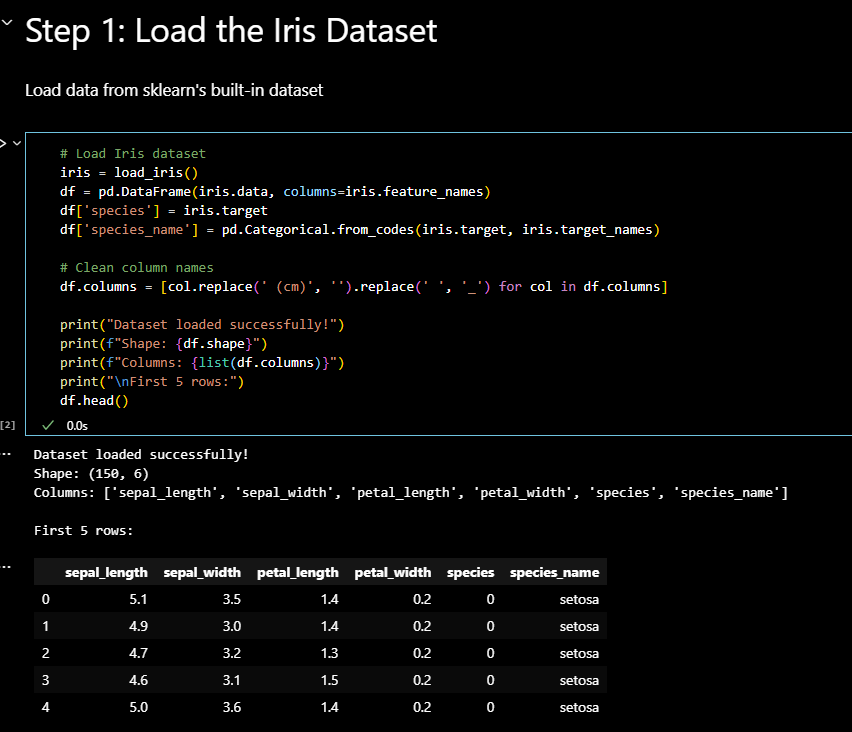 Step 1: Load the Iris Dataset
Load data from sklearn's built-in dataset
# Load Iris dataset
iris = load_iris()
df = pd.DataFrame(iris.data, columns=iris.feature_names)
df['species'] = iris.target
df['species_name'] = pd.Categorical.from_codes(iris.target, iris.target_names)
# Clean column names
df.columns = [col.replace(' (cm)', '').replace(' ', '_') for col in df.columns]
print("Dataset loaded successfully!")
print(f"Shape: {df.shape}")
print(f"Columns: {list(df.columns)}")
print("\nFirst 5 rows:")
df.head()
[2] ✓ 0.0s
... Dataset loaded successfully!
Shape: (150, 6)
Columns: ['sepal_length', 'sepal_width', 'petal_length', 'petal_width', 'species', 'species_name']
First 5 rows:
...
sepal_length sepal_width petal_length petal_width species species_name
0 5.1 3.5 1.4 0.2 0 setosa
1 4.9 3.0 1.4 0.2 0 setosa
2 4.7 3.2 1.3 0.2 0 setosa
3 4.6 3.1 1.5 0.2 0 setosa
4 5.0 3.6 1.4 0.2 0 setosa